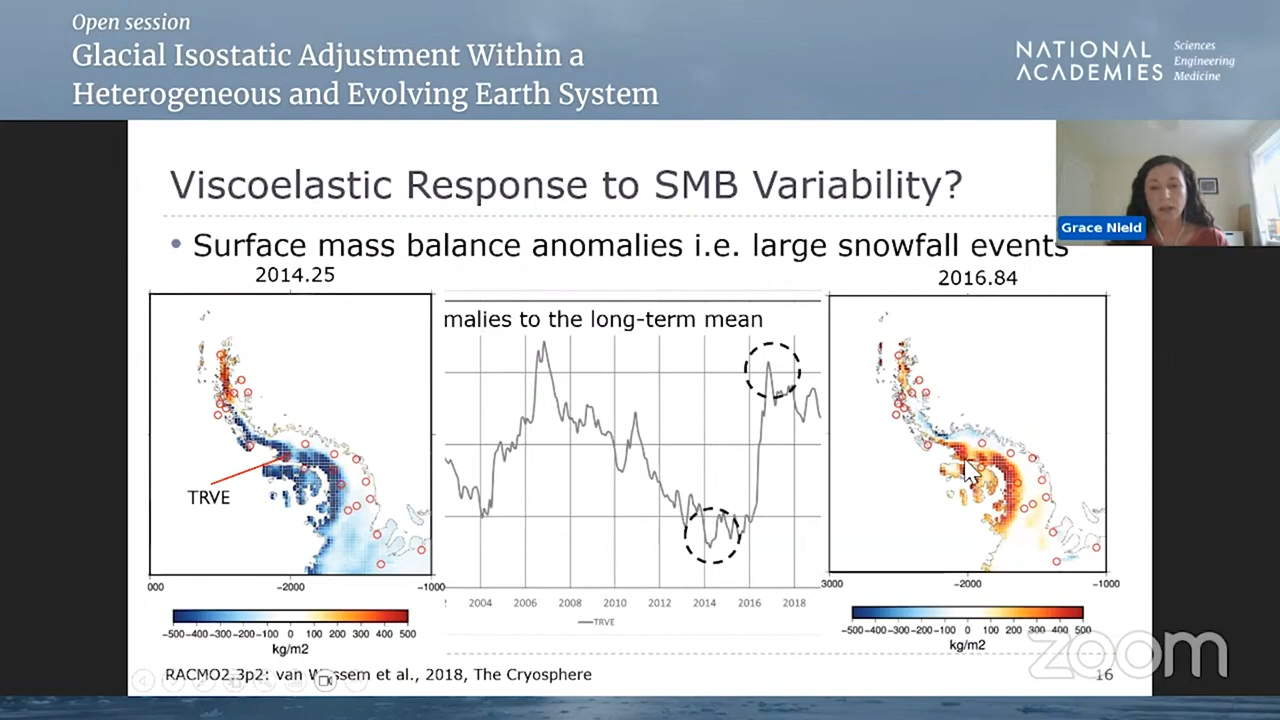 Open session
Glacial Isostatic Adjustment Within a
Heterogeneous and Evolving Earth System
NATIONAL
ACADEMIES
Sciences
Engineering
Medicine
Grace Nield
Viscoelastic Response to SMB Variability?
• Surface mass balance anomalies i.e. large snowfall events
2014.25
2016.84
malies to the long-term mean
TRVE
000 -2000 -1000
2004 2006 2008 2010 2012 2014 2016 2018
TRVE
3000 -2000 -1000
-500 -400 -300 -200 -100 0 100 200 300 400 500
kg/m2
-500 -400 -300 -200 -100 0 100 200 300 400 500
kg/m2
zoom
RACMO2.3p2: van Wessem et al., 2018, The Cryosphere
16